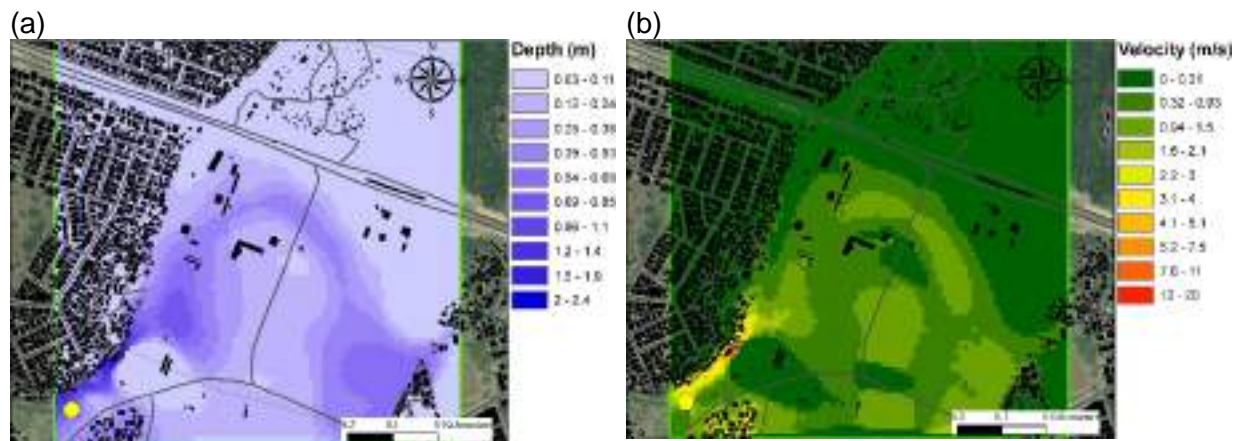 (a)
Depth (m)
0.03 - 0.11
0.12 - 0.24
0.25 - 0.38
0.39 - 0.53
0.54 - 0.68
0.69 - 0.85
0.86 - 1.1
1.2 - 1.4
1.5 - 1.9
2 - 2.4
(b)
Velocity (m/s)
0 - 0.31
0.32 - 0.93
0.94 - 1.5
1.6 - 2.1
2.2 - 3
3.1 - 4
4.1 - 5.1
5.2 - 7.5
7.6 - 11
12 - 20